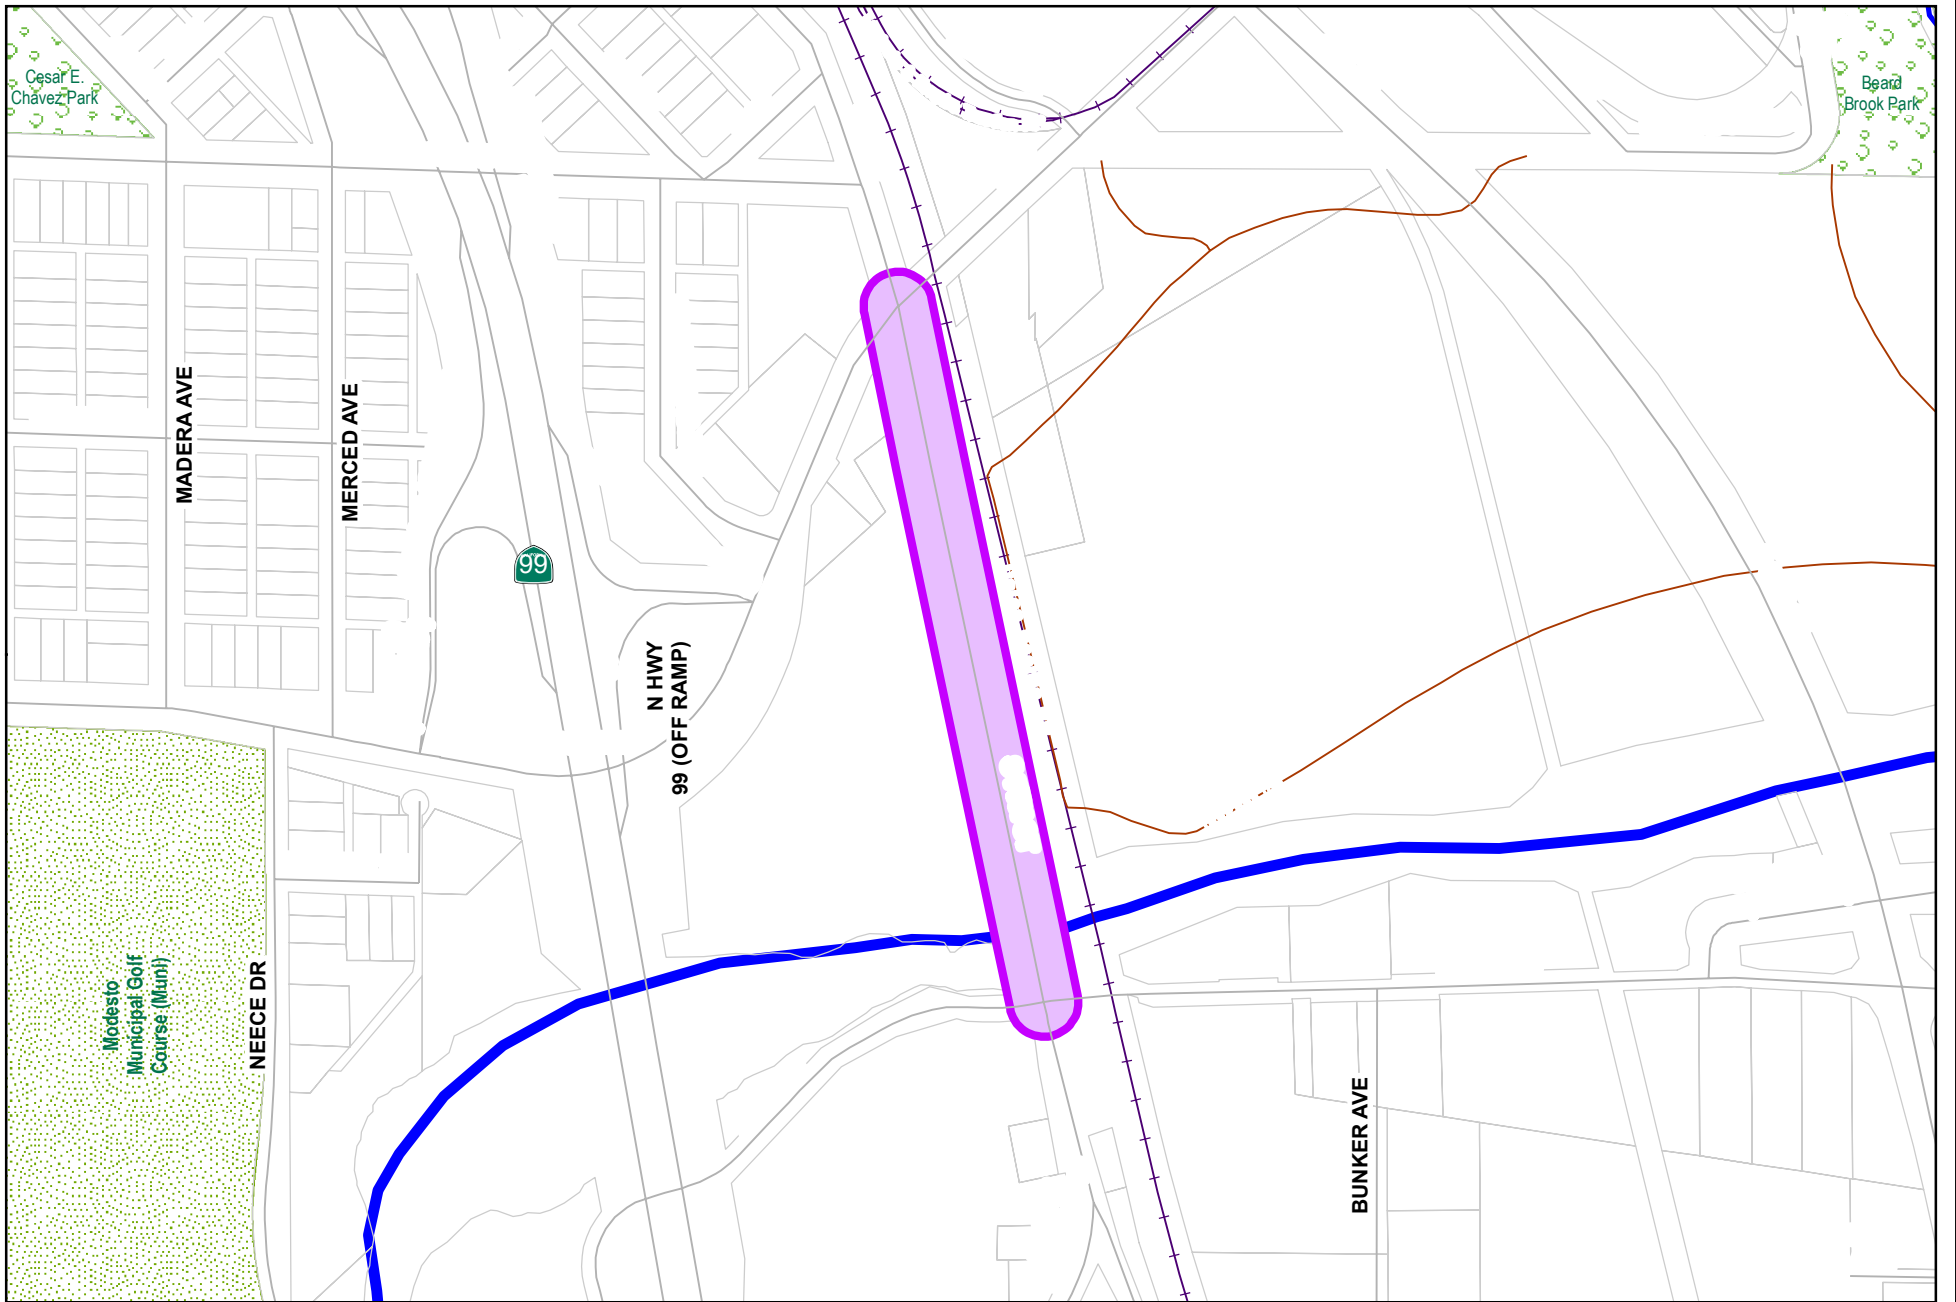 Cesar E.
Chavez Park
Beard
Brook Park
MADERA AVE
MERCED AVE
99
N HWY
99 (OFF RAMP)
Modesto
Municipal Golf
Course (Muni)
NEECE DR
BUNKER AVE